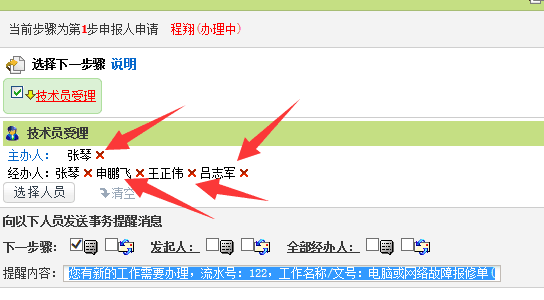 当前步骤为第1步申报人申请 程翔(办理中)
选择下一步骤 说明
技术员受理
技术员受理
主办人： 张琴
经办人：张琴 申鹏飞 王正伟 吕志军
选择人员 清空
向以下人员发送事务提醒消息
下一步骤： 发起人： 全部经办人：
提醒内容： 您有新的工作需要办理，流水号：122，工作名称/文号：电脑或网络故障报修单(